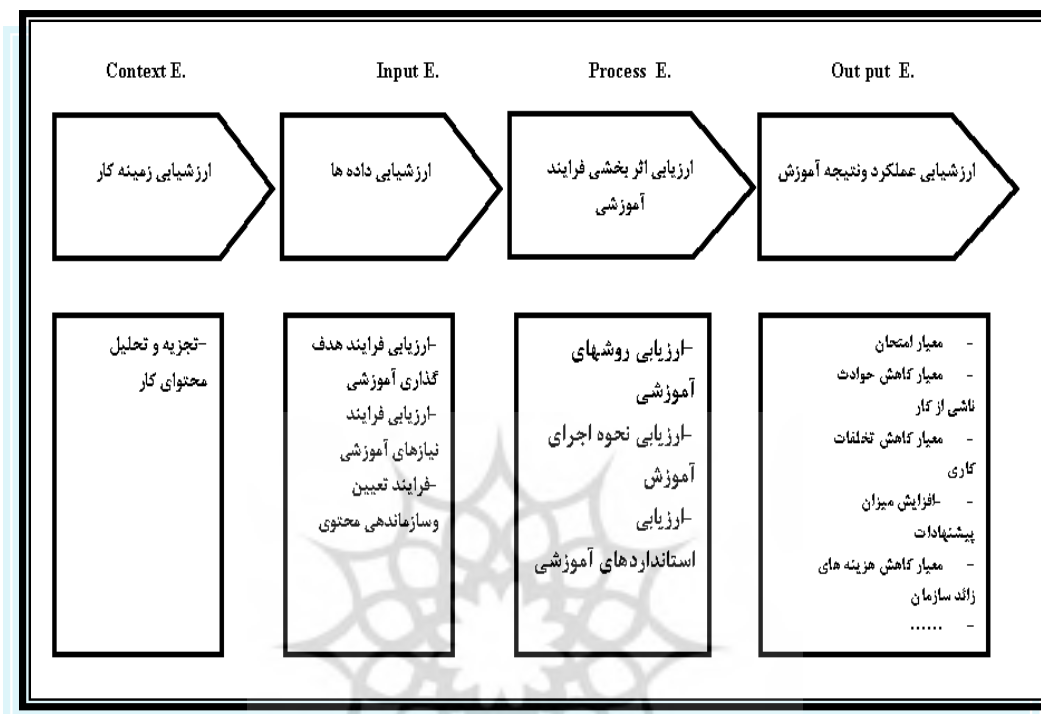 Context E.
Input E.
Process E.
Out put E.
ارزشیابی زمینه کار
ارزشیابی داده ها
ارزیابی اثر بخشی فرایند
آموزشی
ارزشیابی عملکرد ونتیجه آموزش
-تجزیه و تحلیل
محتوای کار
-ارزیابی فرایند هدف
گذاری آموزشی
-ارزیابی فرایند
نیازهای آموزشی
-فرایند تعیین
وسازماندهی محتوی
-ارزیابی روشهای
آموزشی
-ارزیابی نحوه اجرای
آموزش
-ارزیابی
استانداردهای آموزشی
- معیار امتحان
- معیار کاهش حوادث
ناشی از کار
- معیار کاهش تخلفات
کاری
- -افزایش میزان
پیشنهادات
- معیار کاهش هزینه های
زائد سازمان
- ......